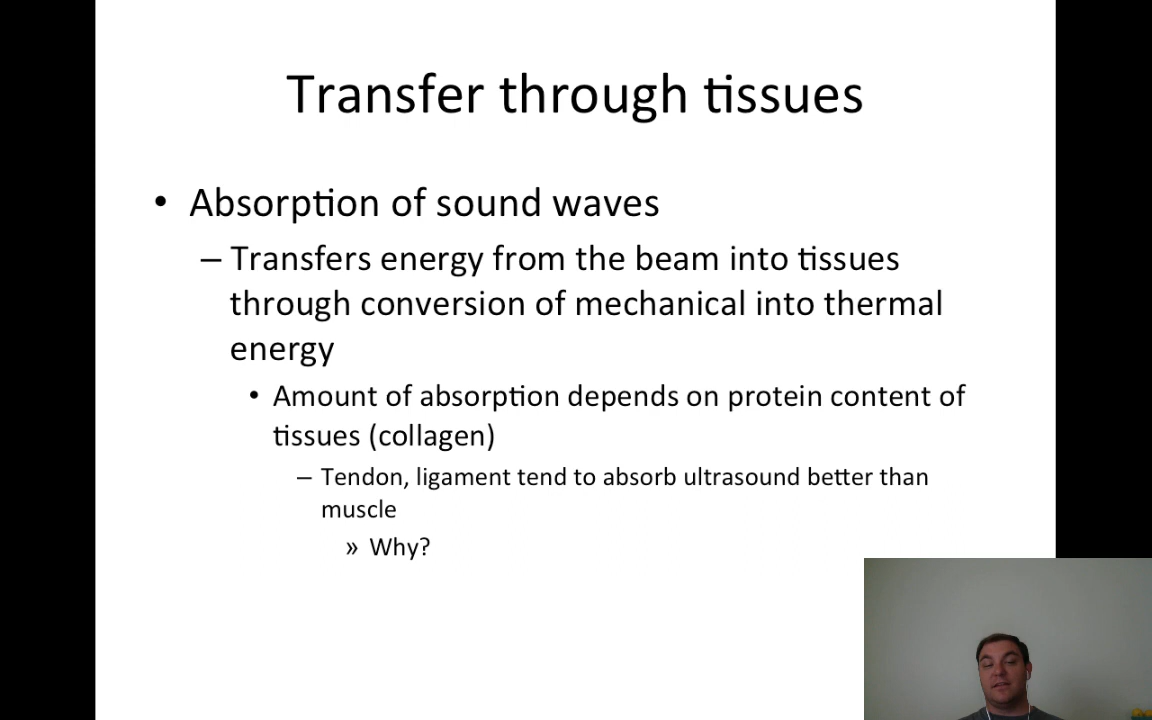 Transfer through tissues
• Absorption of sound waves
– Transfers energy from the beam into tissues
through conversion of mechanical into thermal
energy
• Amount of absorption depends on protein content of
tissues (collagen)
– Tendon, ligament tend to absorb ultrasound better than
muscle
» Why?